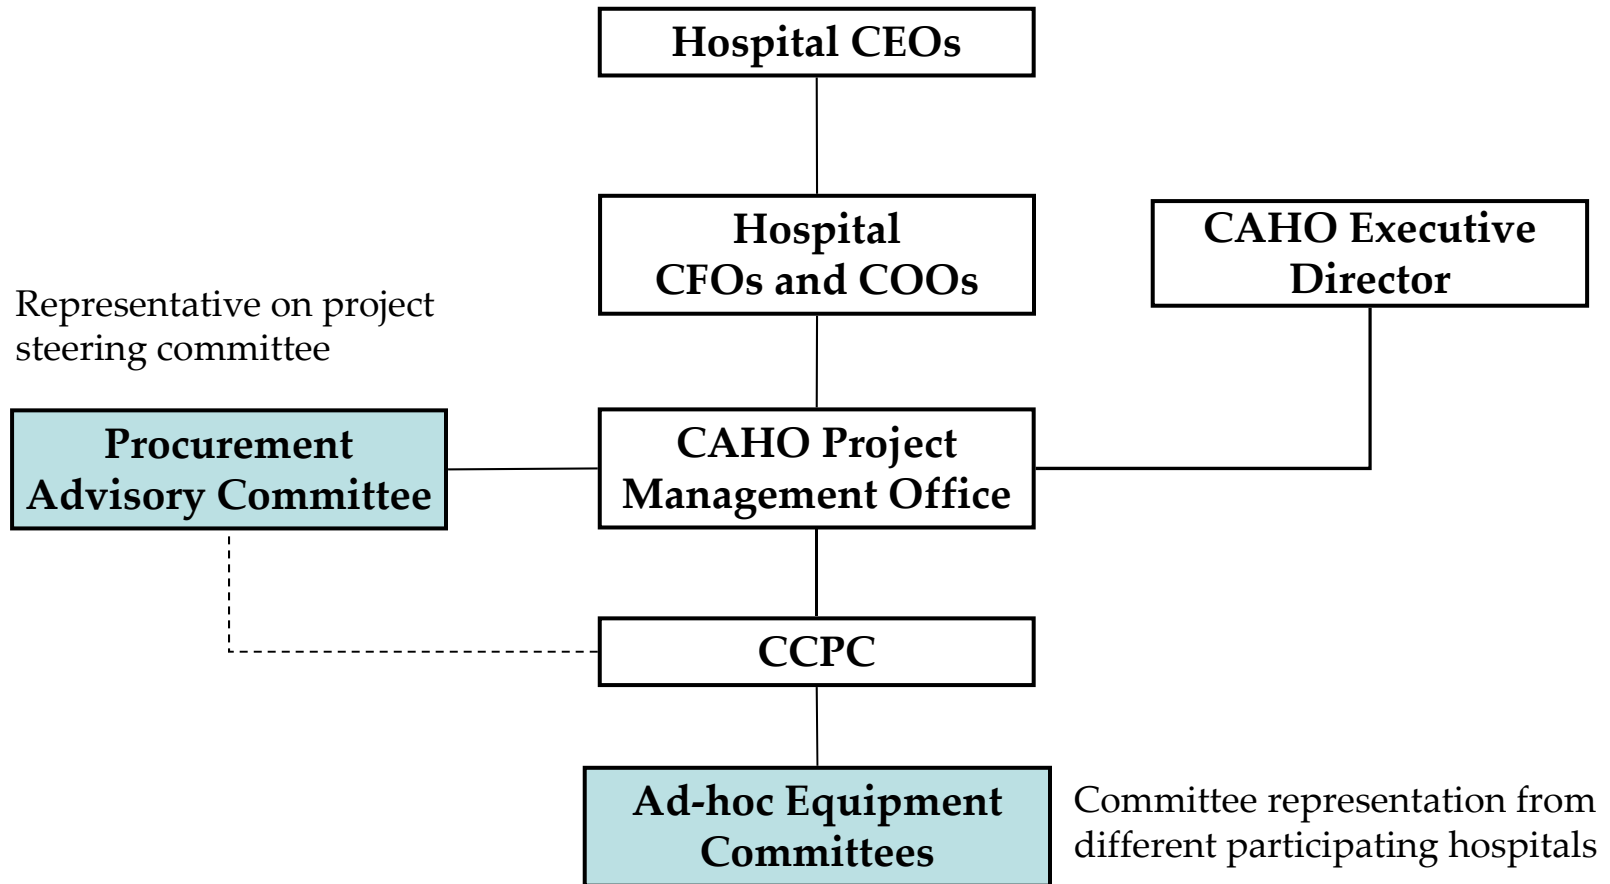 Hospital CEOs
Hospital
CFOs and COOs
CAHO Executive
Director
Representative on project
steering committee
Procurement
Advisory Committee
CAHO Project
Management Office
CCPC
Ad-hoc Equipment
Committees
Committee representation from
different participating hospitals